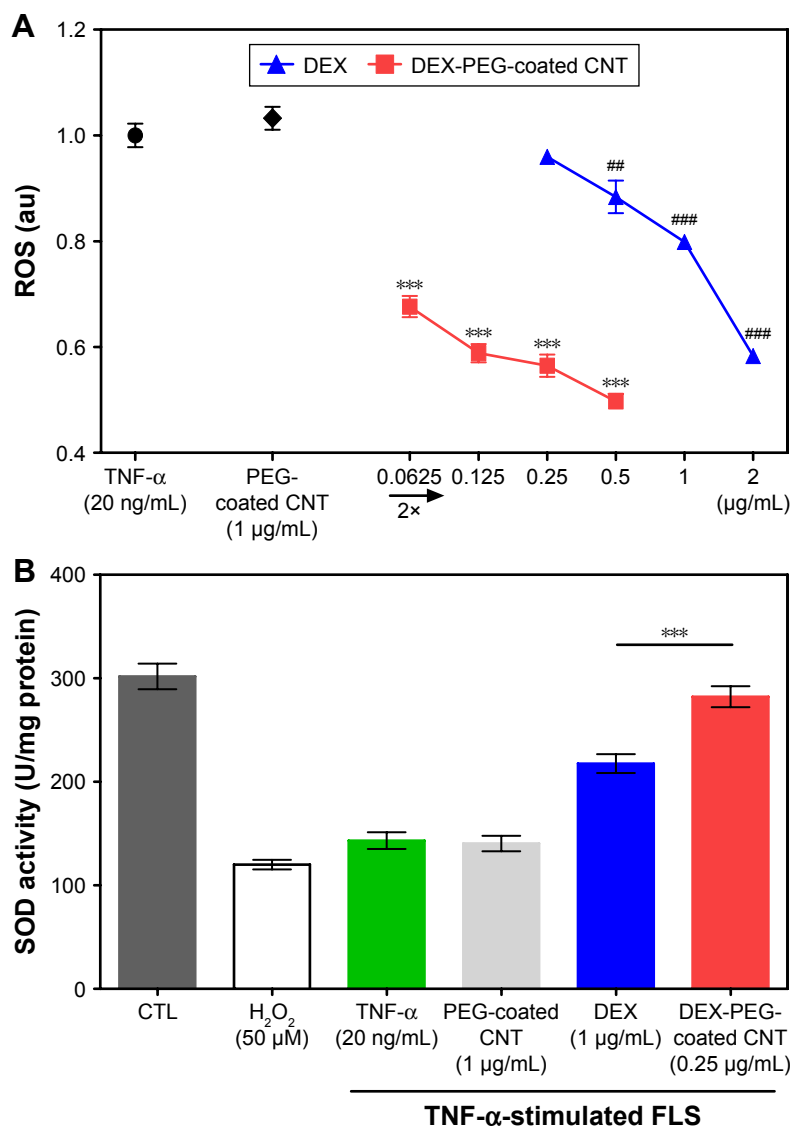 A
1.2
DEX
DEX-PEG-coated CNT
1.0
##
###
0.8
ROS (au)
***
***
***
***
###
0.6
0.4
TNF-α
(20 ng/mL)
PEG-
coated CNT
(1 µg/mL)
0.0625
0.125
0.25
0.5
1
2
2×
(µg/mL)
B
400
***
300
SOD activity (U/mg protein)
200
100
0
CTL
H₂O₂
(50 µM)
TNF-α
(20 ng/mL)
PEG-coated
CNT
(1 µg/mL)
DEX
(1 µg/mL)
DEX-PEG-
coated CNT
(0.25 µg/mL)
TNF-α-stimulated FLS